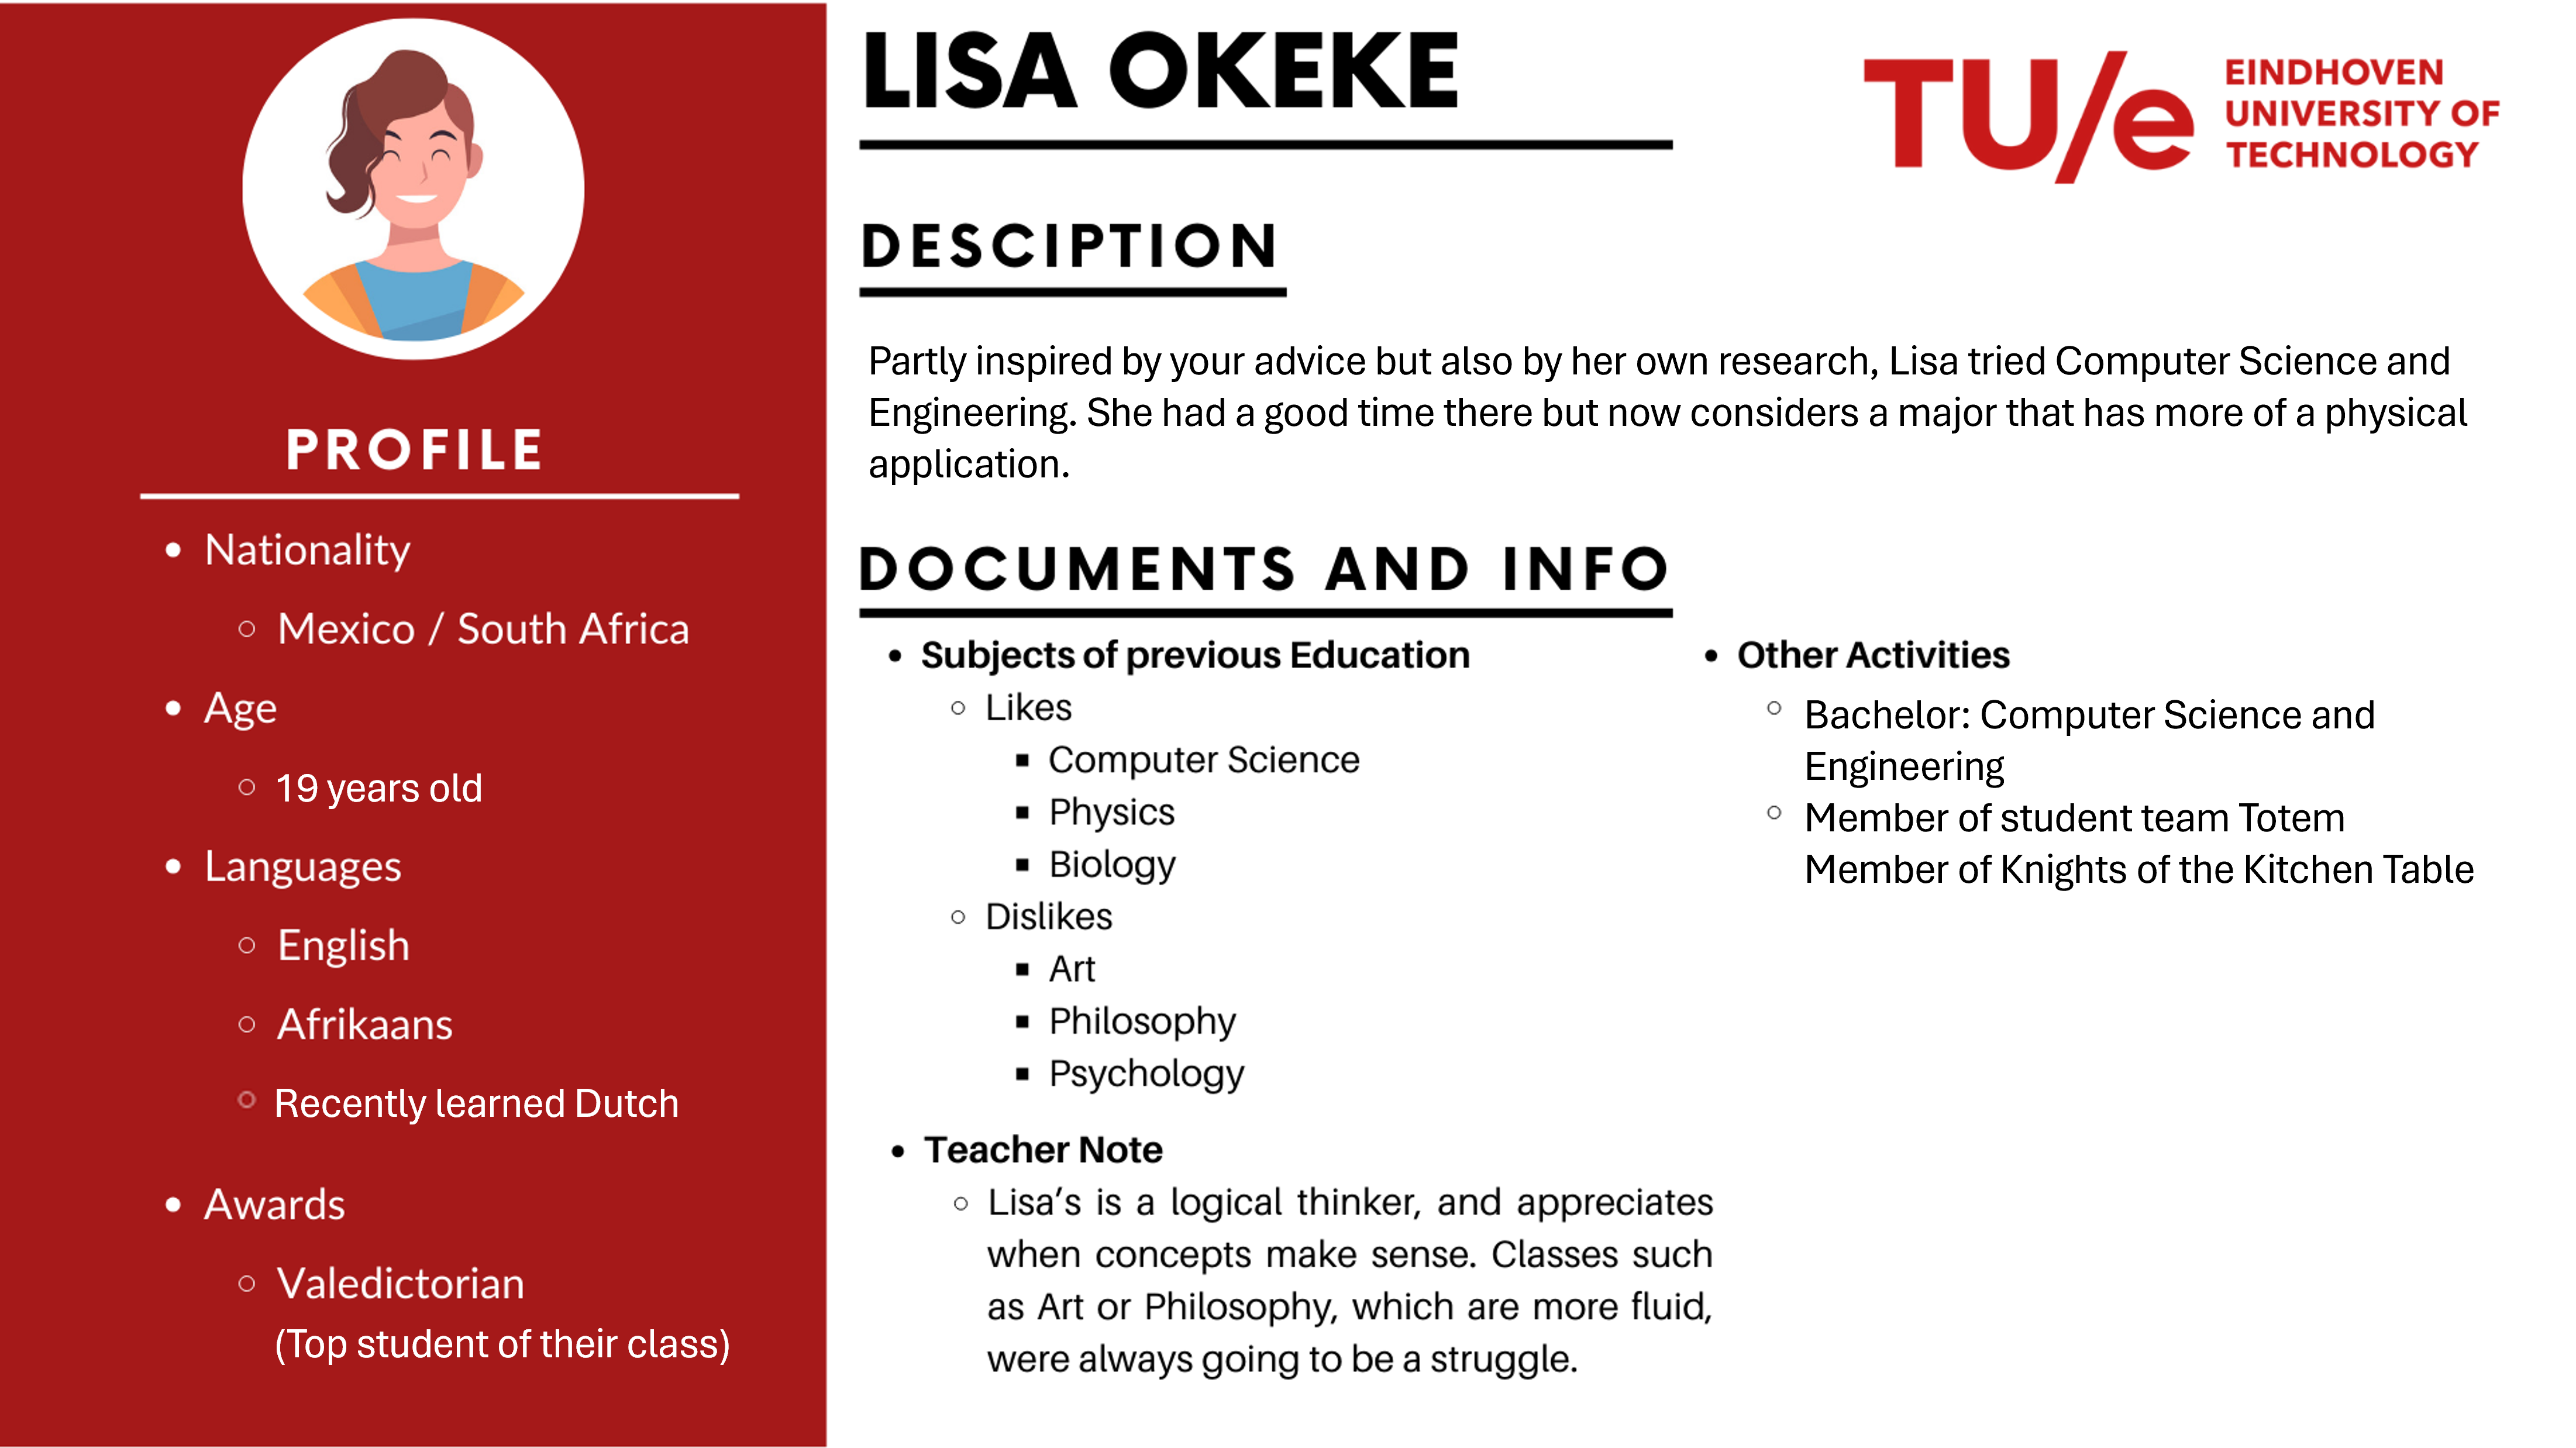 LISA OKEKE
TU/e
EINDHOVEN
UNIVERSITY OF
TECHNOLOGY
PROFILE
Nationality
Mexico / South Africa
Age
19 years old
Languages
English
Afrikaans
Recently learned Dutch
Awards
Valedictorian
(Top student of their class)
DESCIPTION
Partly inspired by your advice but also by her own research, Lisa tried Computer Science and
Engineering. She had a good time there but now considers a major that has more of a physical
application.
DOCUMENTS AND INFO
Subjects of previous Education
Likes
Computer Science
Physics
Biology
Dislikes
Art
Philosophy
Psychology
Teacher Note
Lisa’s is a logical thinker, and appreciates
when concepts make sense. Classes such
as Art or Philosophy, which are more fluid,
were always going to be a struggle.
Other Activities
Bachelor: Computer Science and
Engineering
Member of student team Totem
Member of Knights of the Kitchen Table